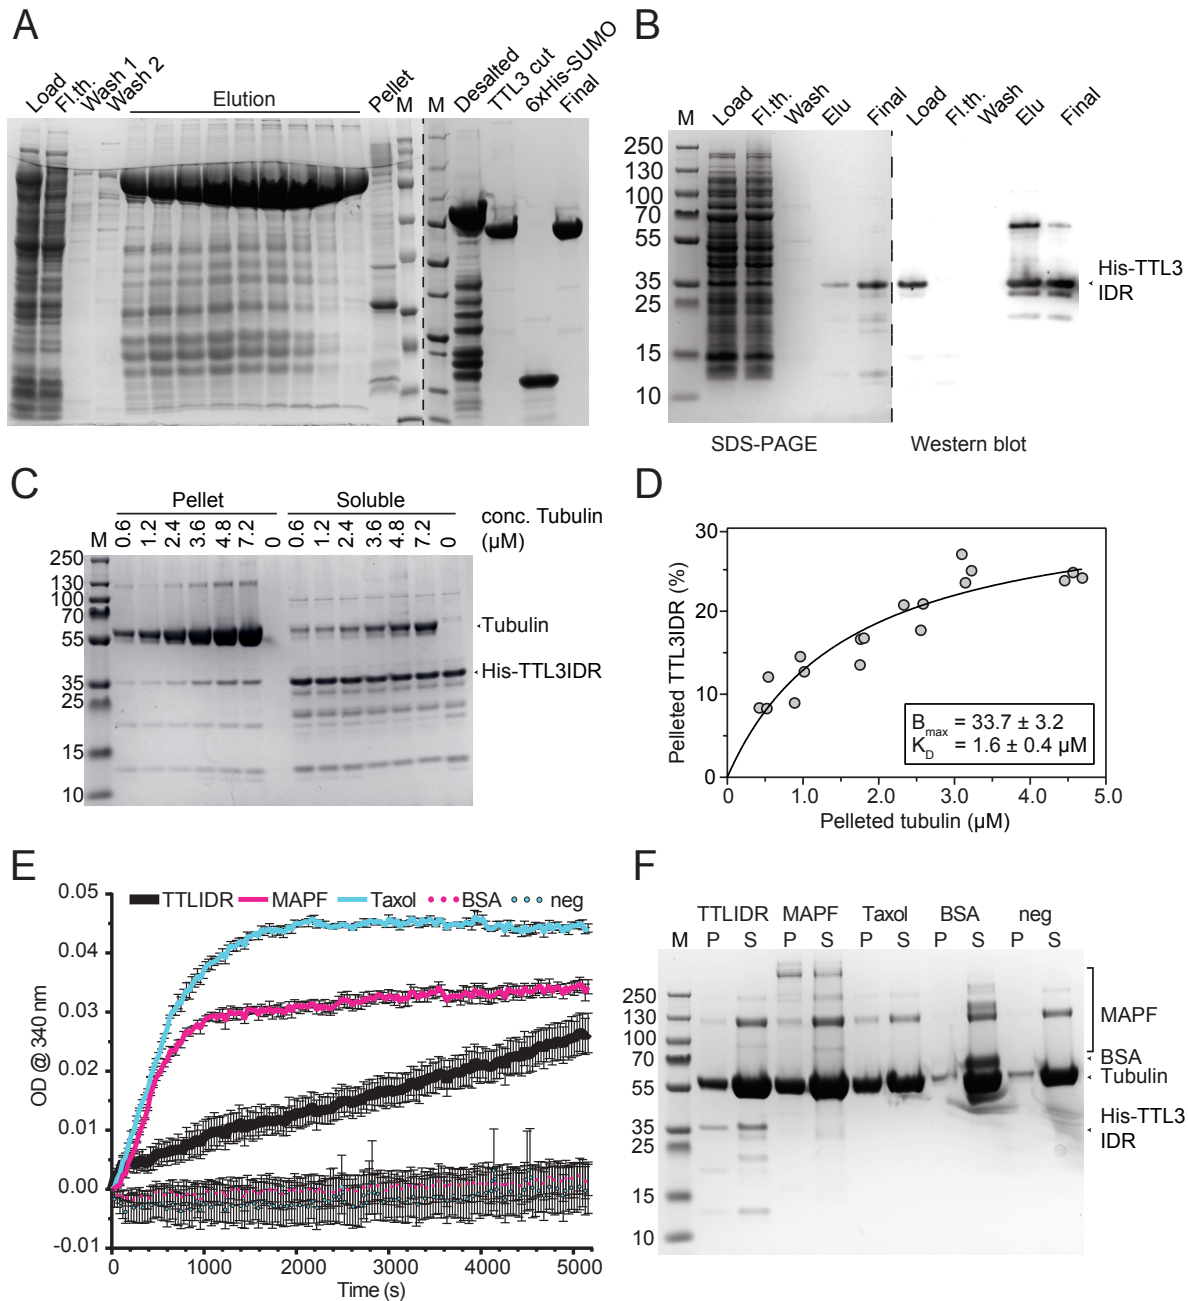 A
Load
Fl.th.
Wash 1
Wash 2
Elution
Pellet
M
M
Desalted
TTL3 cut
6xHis-SUMO
Final
B
M
Load
Fl.th.
Wash
Elu
Final
Load
Fl.th.
Wash
Elu
Final
250
130
100
70
55
35
25
15
10
His-TTL3
IDR
SDS-PAGE
Western blot
C
Pellet
Soluble
M
0.6
1.2
2.4
3.6
4.8
7.2
0
0.6
1.2
2.4
3.6
4.8
7.2
0
conc. Tubulin
(µM)
250
130
100
70
55
35
25
15
10
Tubulin
His-TTL3IDR
D
Pelleted TTL3IDR (%)
30
20
10
0
0
1.0
2.0
3.0
4.0
5.0
Pelleted tubulin (µM)
Bmax = 33.7 ± 3.2
KD = 1.6 ± 0.4 µM
E
TTLIDR MAPF Taxol BSA neg
OD @ 340 nm
0.05
0.04
0.03
0.02
0.01
0.00
-0.01
0 1000 2000 3000 4000 5000
Time (s)
F
TTLIDR MAPF Taxol BSA neg
M P S P S P S P S P S
250
130
100
70
55
35
25
15
10
MAPF
BSA
Tubulin
His-TTL3
IDR